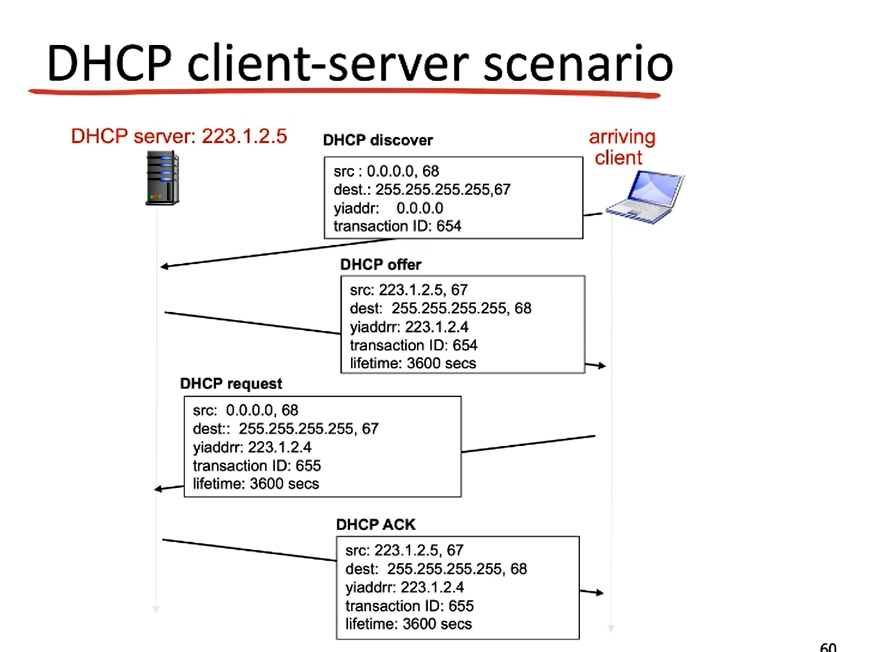 DHCP client-server scenario
DHCP server: 223.1.2.5
DHCP discover
arriving
client
src : 0.0.0.0, 68
dest.: 255.255.255.255,67
yiaddr: 0.0.0.0
transaction ID: 654
DHCP offer
src: 223.1.2.5, 67
dest: 255.255.255.255, 68
yiaddrr: 223.1.2.4
transaction ID: 654
lifetime: 3600 secs
DHCP request
src: 0.0.0.0, 68
dest:: 255.255.255.255, 67
yiaddrr: 223.1.2.4
transaction ID: 655
lifetime: 3600 secs
DHCP ACK
src: 223.1.2.5, 67
dest: 255.255.255.255, 68
yiaddrr: 223.1.2.4
transaction ID: 655
lifetime: 3600 secs
60